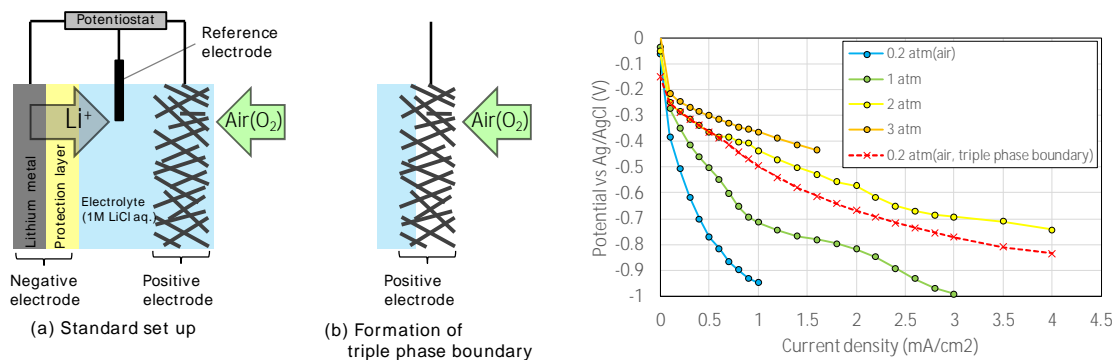 Potentiostat
Reference
electrode
Li+
Air(O2)
Lithium metal
Protection layer
Electrolyte
(1M LiCl aq.)
Negative
electrode
Positive
electrode
(a) Standard set up
Air(O2)
Positive
electrode
(b) Formation of
triple phase boundary
0
-0.1
-0.2
-0.3
-0.4
-0.5
-0.6
-0.7
-0.8
-0.9
-1
Potential vs Ag/AgCl (V)
0.2 atm(air)
1 atm
2 atm
3 atm
0.2 atm(air, triple phase boundary)
0 0.5 1 1.5 2 2.5 3 3.5 4 4.5
Current density (mA/cm2)